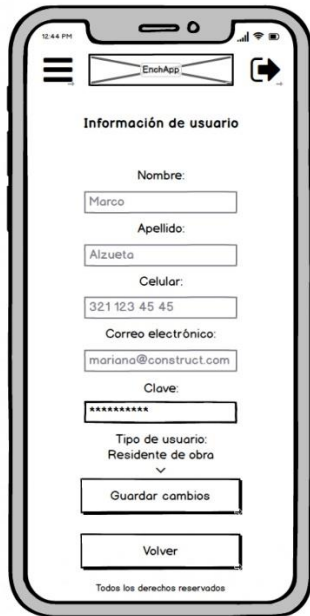 12:44 PM
EnchApp
Información de usuario
Nombre:
Marco
Apellido:
Alzueta
Celular:
321 123 45 45
Correo electrónico:
mariana@construct.com
Clave:
**********
Tipo de usuario:
Residente de obra
Guardar cambios
Volver
Todos los derechos reservados